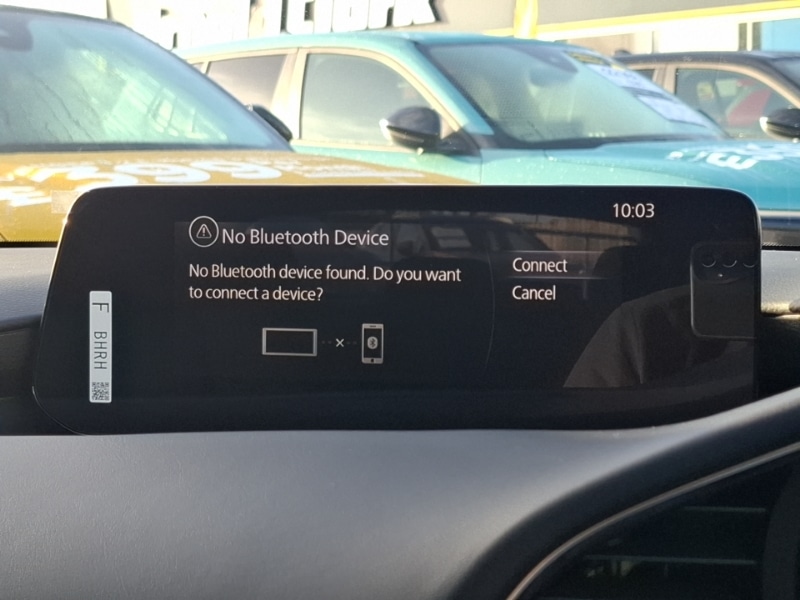 10:03
No Bluetooth Device
No Bluetooth device found. Do you want
to connect a device?
Connect
Cancel
F BHRH